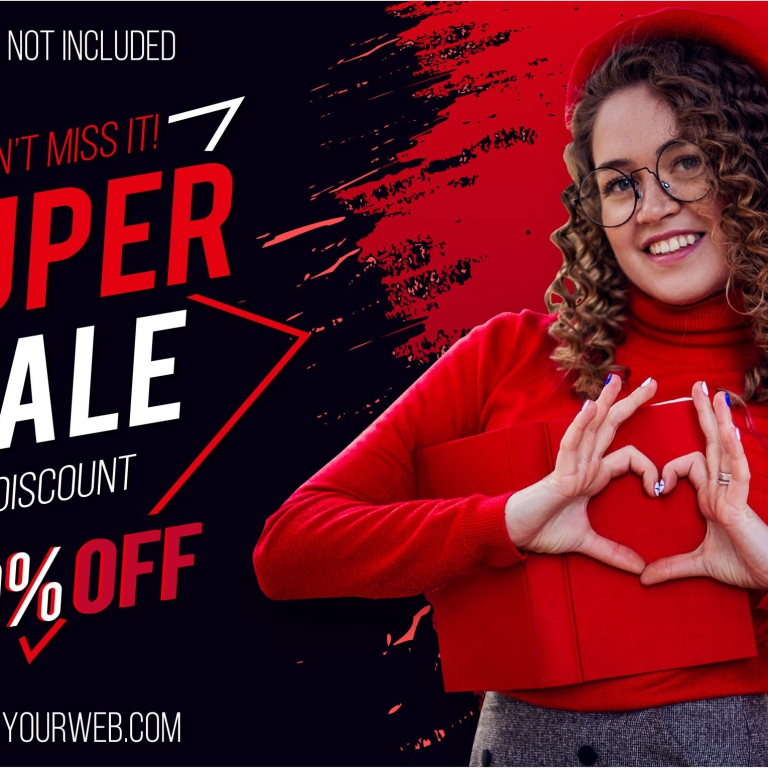 NOT INCLUDED
N'T MISS IT!
UPER
ALE
DISCOUNT
% OFF
YOURWEB.COM